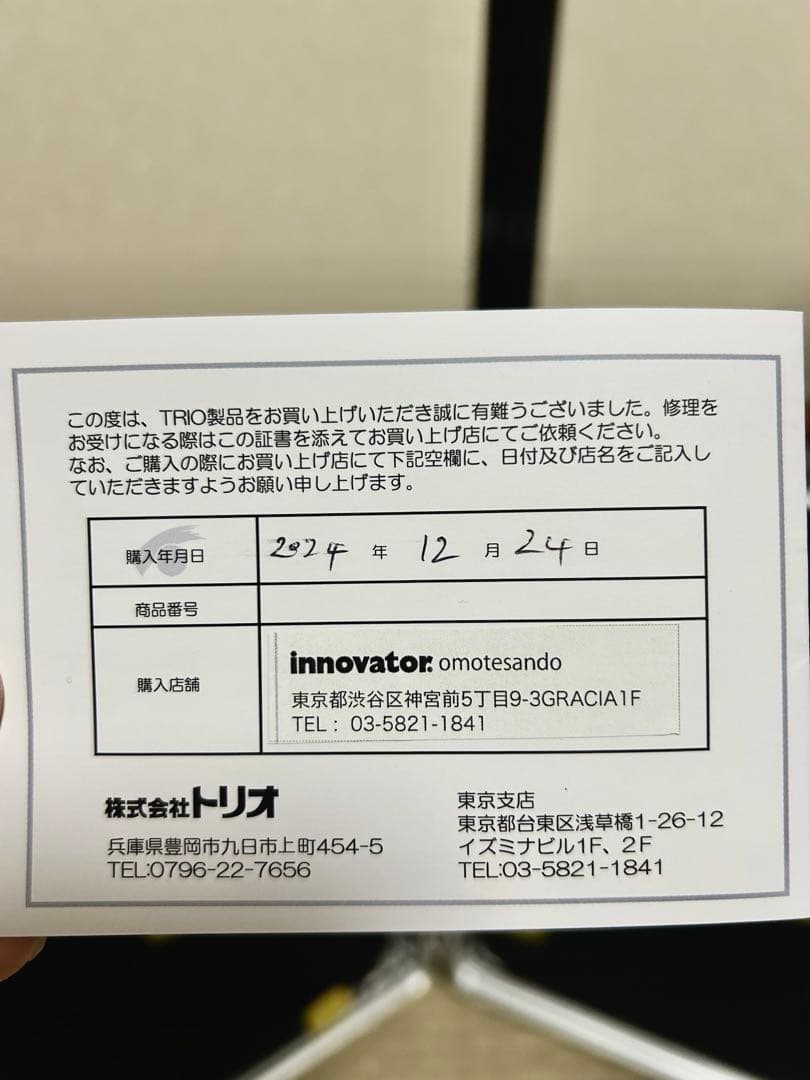 この度は、TRIO製品をお買い上げいただき誠に有難うございました。修理を
お受けになる際はこの証書を添えてお買い上げ店にてご依頼ください。
なお、ご購入の際にお買い上げ店にて下記空欄に、日付及び店名をご記入し
ていただきますようお願い申し上げます。
購入年月日 2024 年 12 月 24 日
商品番号
購入店舗
innovator. omotesando
東京都渋谷区神宮前5丁目9-3GRACIA1F
TEL： 03-5821-1841
株式会社トリオ
兵庫県豊岡市九日市上町454-5
TEL:0796-22-7656
東京支店
東京都台東区浅草橋1-26-12
イズミナビル1F、2F
TEL:03-5821-1841